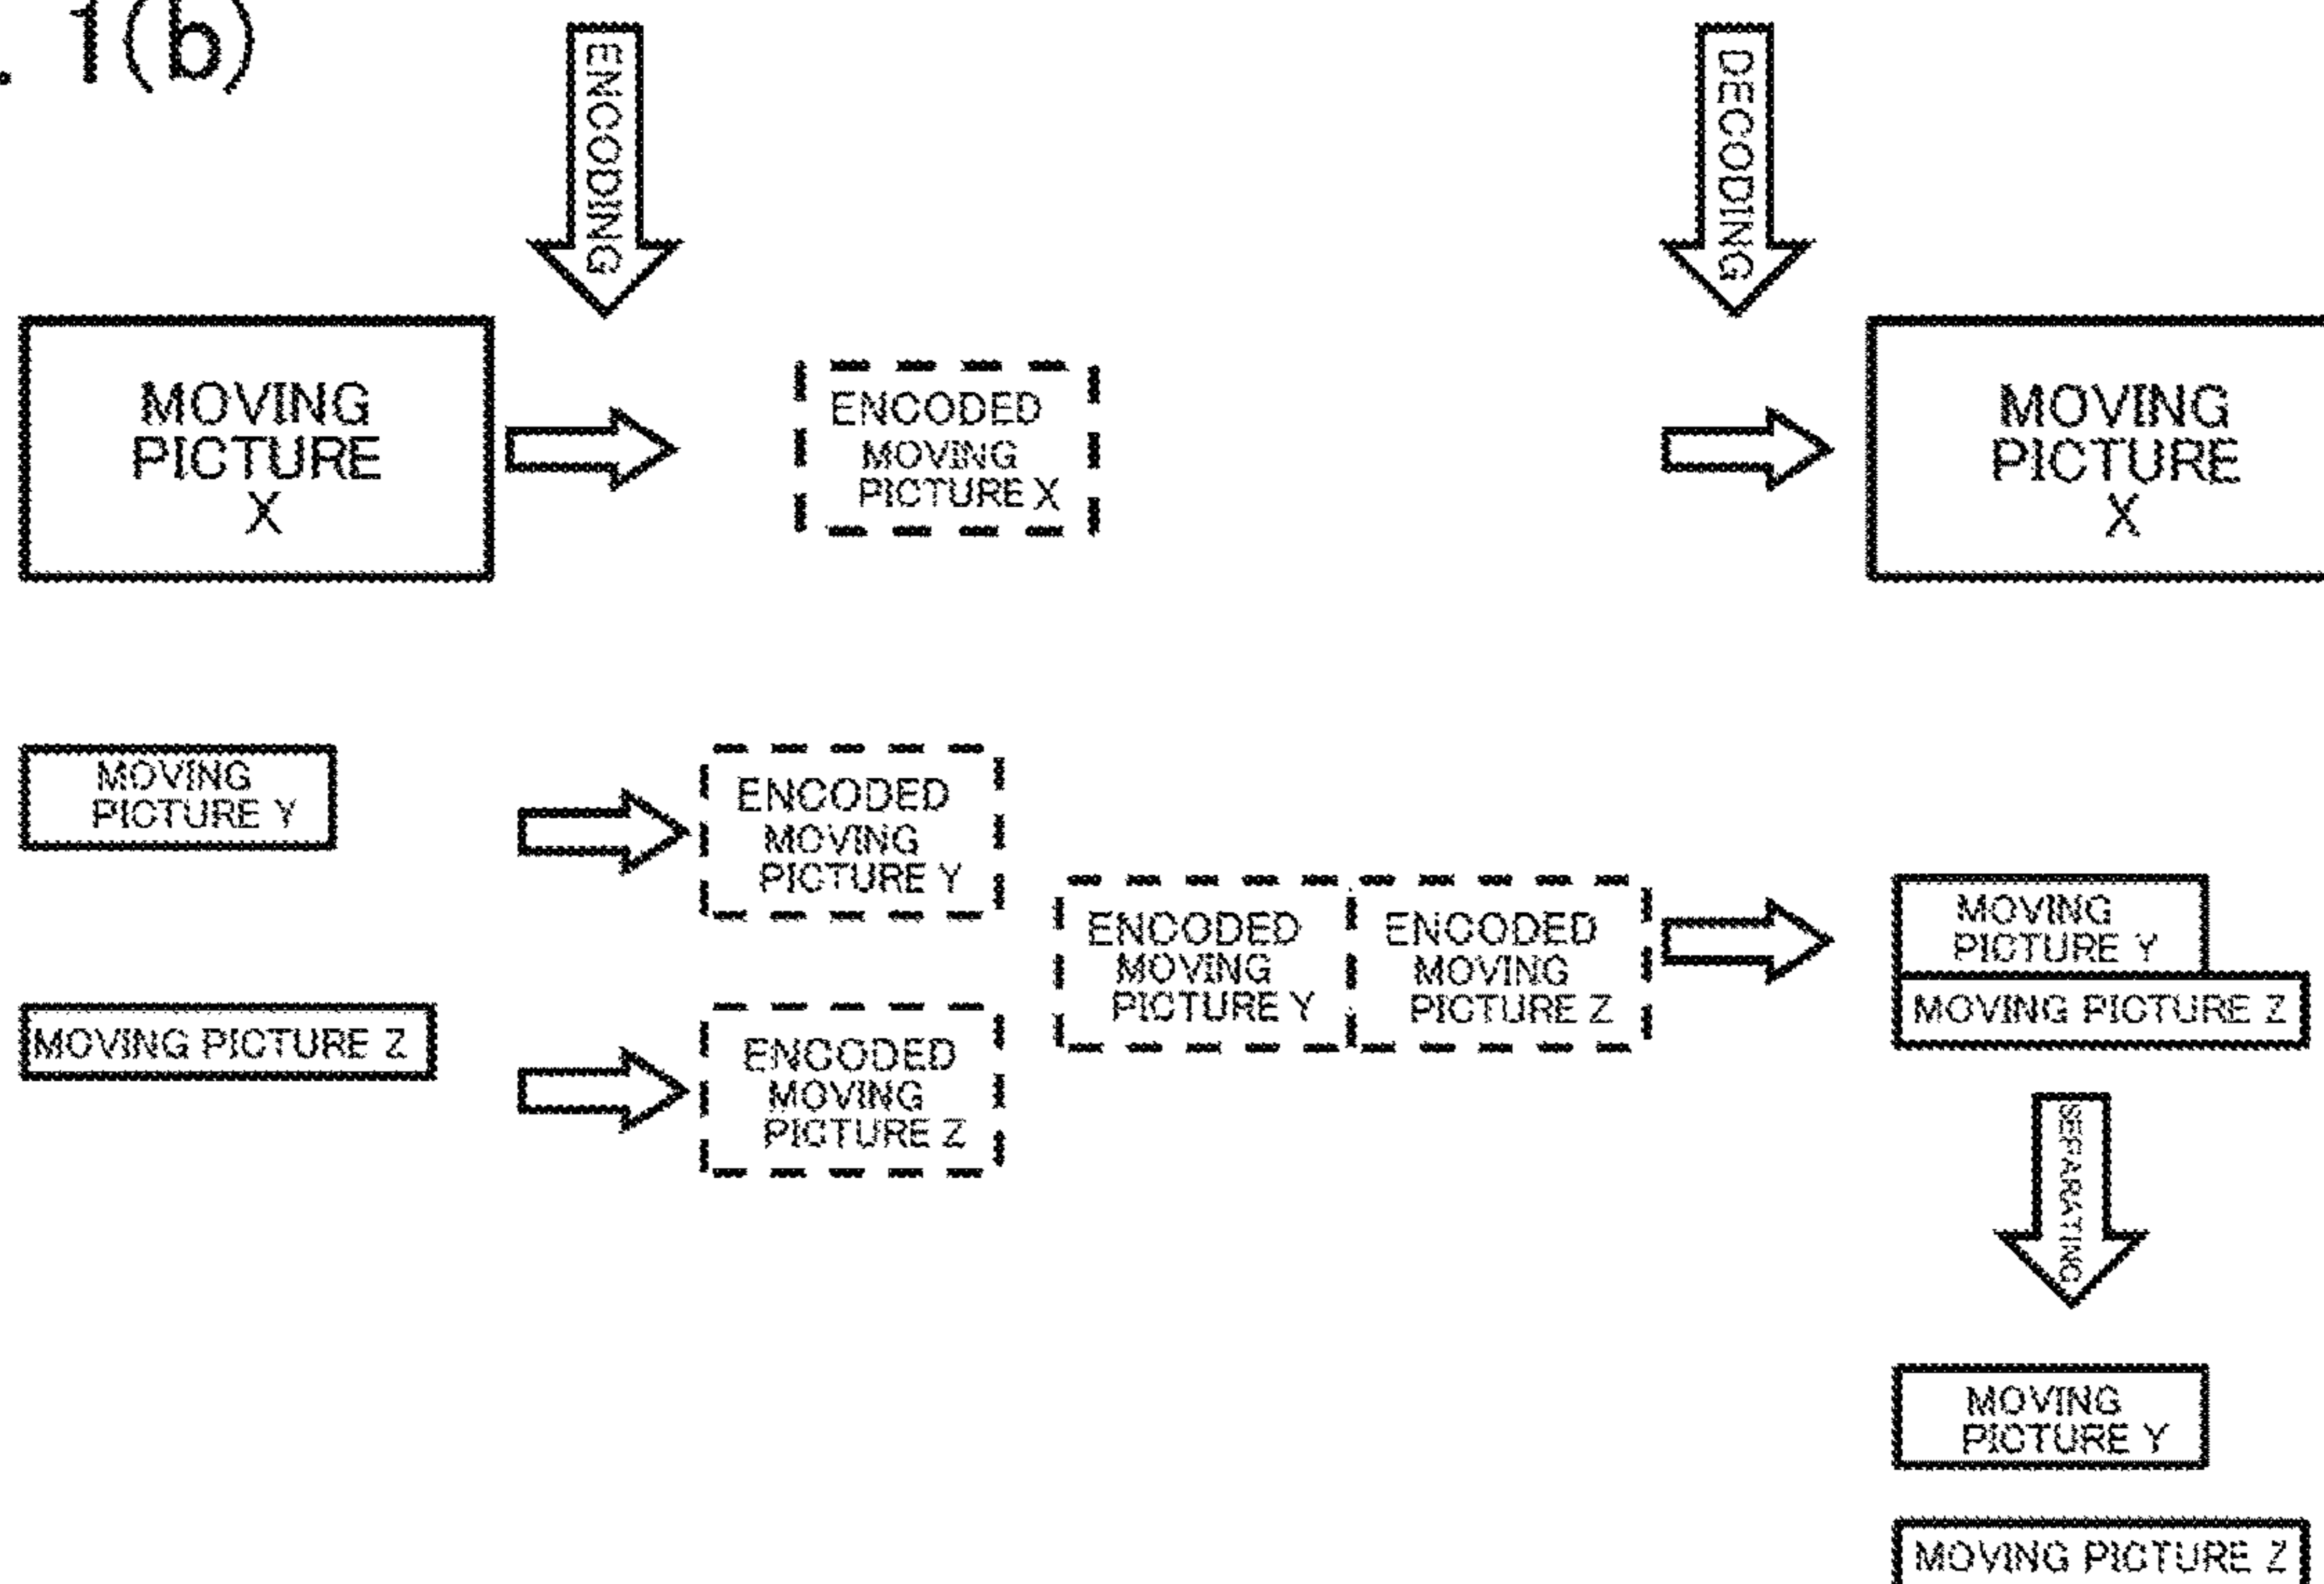 . 1(b)
ENCODING
DECODING
MOVING
PICTURE
X
ENCODED
MOVING
PICTURE X
MOVING
PICTURE
X
MOVING
PICTURE Y
ENCODED
MOVING
PICTURE Y
MOVING PICTURE Z
ENCODED
MOVING
PICTURE Z
ENCODED
MOVING
PICTURE Y
ENCODED
MOVING
PICTURE Z
MOVING
PICTURE Y
MOVING PICTURE Z
SEPARATING
MOVING
PICTURE Y
MOVING PICTURE Z